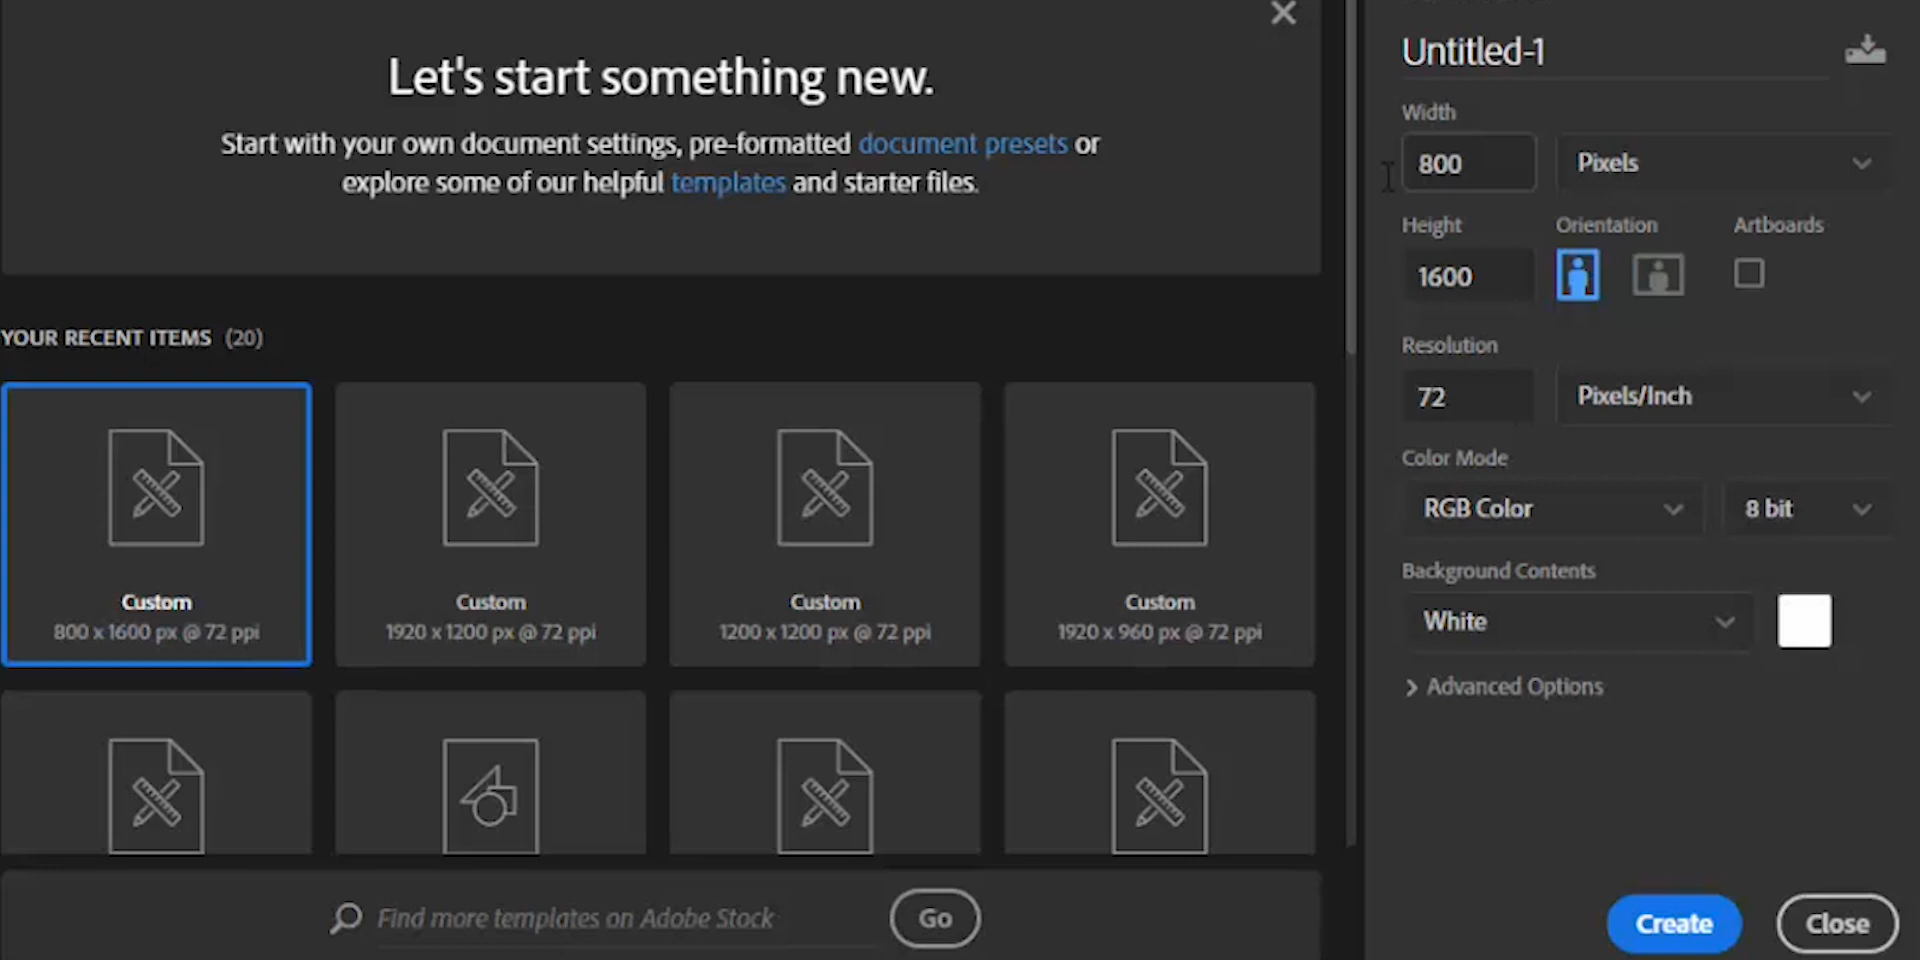 Let's start something new.
Start with your own document settings, pre-formatted document presets or
explore some of our helpful templates and starter files.
YOUR RECENT ITEMS (20)
Custom
800 x 1600 px @ 72 ppi
Custom
1920 x 1200 px @ 72 ppi
Custom
1200 x 1200 px @ 72 ppi
Custom
1920 x 960 px @ 72 ppi
Find more templates on Adobe Stock
Go
Untitled-1
Width
800
Pixels
Height
Orientation
Artboards
1600
Resolution
72
Pixels/Inch
Color Mode
RGB Color
8 bit
Background Contents
White
Advanced Options
Create
Close